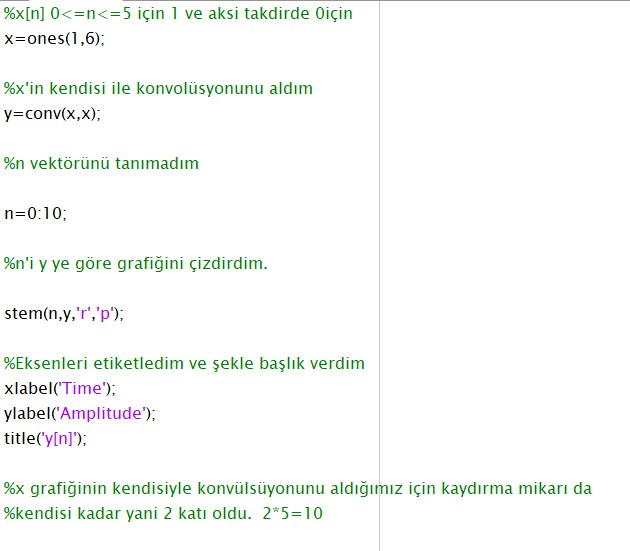 %x[n] 0<=n<=5 için 1 ve aksi takdirde 0için
x=ones(1,6);
%x'in kendisi ile konvolüsyonunu aldım
y=conv(x,x);
%n vektörünü tanımadım
n=0:10;
%n'i y ye göre grafiğini çizdirdim.
stem(n,y,'r','p');
%Eksenleri etiketledim ve şekle başlık verdim
xlabel('Time');
ylabel('Amplitude');
title('y[n]');
%x grafiğinin kendisiyle konvülsüyonunu aldığımız için kaydırma mikarı da
%kendisi kadar yani 2 katı oldu.  2*5=10